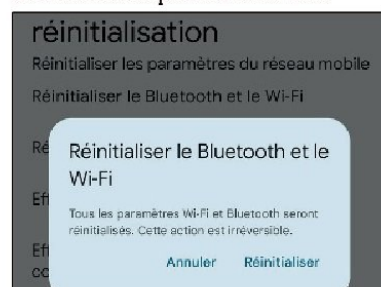 réinitialisation
Réinitialiser les paramètres du réseau mobile
Réinitialiser le Bluetooth et le Wi-Fi
Réinitialiser le Bluetooth et le
Wi-Fi
Tous les paramètres Wi-Fi et Bluetooth seront
réinitialisés. Cette action est irréversible.
Annuler Réinitialiser